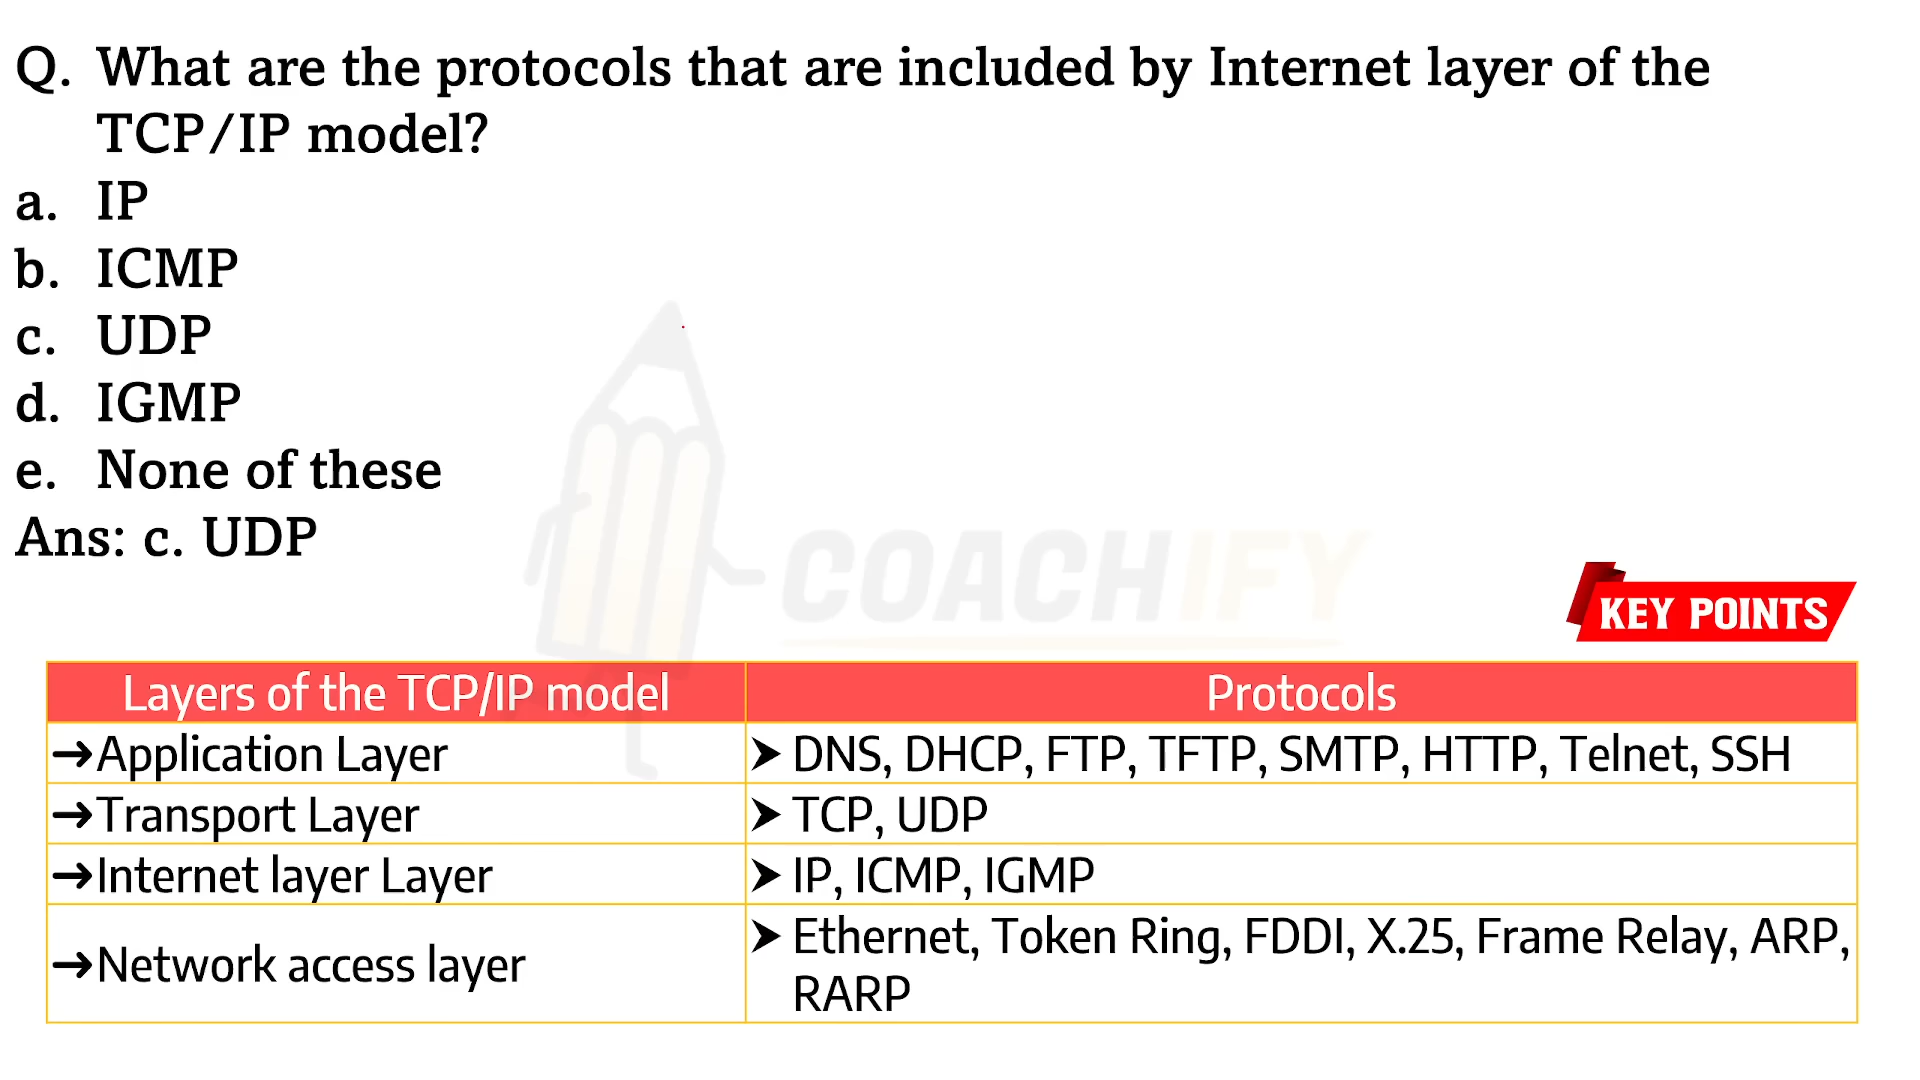 Q. What are the protocols that are included by Internet layer of the
TCP/IP model?
a. IP
b. ICMP
c. UDP
d. IGMP
e. None of these
Ans: c. UDP
COACHIFY
KEY POINTS
Layers of the TCP/IP model Protocols
➔Application Layer ➤ DNS, DHCP, FTP, TFTP, SMTP, HTTP, Telnet, SSH
➔Transport Layer ➤ TCP, UDP
➔Internet layer Layer ➤ IP, ICMP, IGMP
➔Network access layer ➤ Ethernet, Token Ring, FDDI, X.25, Frame Relay, ARP,
RARP